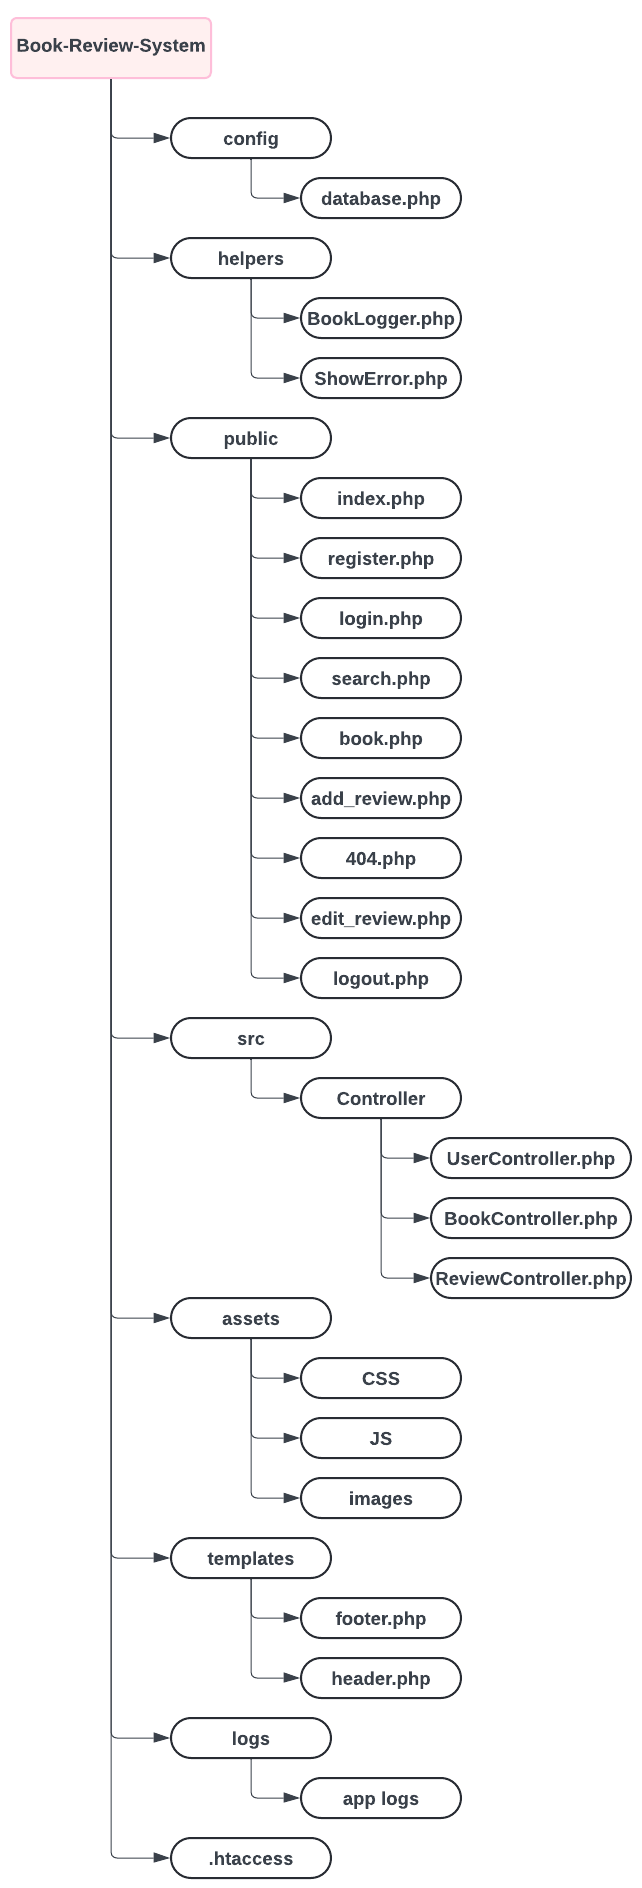 Book-Review-System
config
database.php
helpers
BookLogger.php
ShowError.php
public
index.php
register.php
login.php
search.php
book.php
add_review.php
404.php
edit_review.php
logout.php
src
Controller
UserController.php
BookController.php
ReviewController.php
assets
CSS
JS
images
templates
footer.php
header.php
logs
app logs
.htaccess